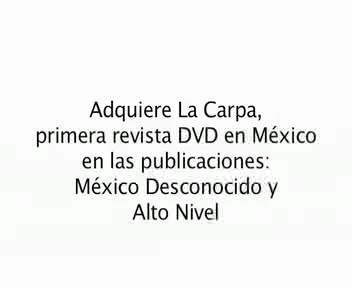 Adquiere La Carpa,
primera revista DVD en México
en las publicaciones:
México Desconocido y
Alto Nivel